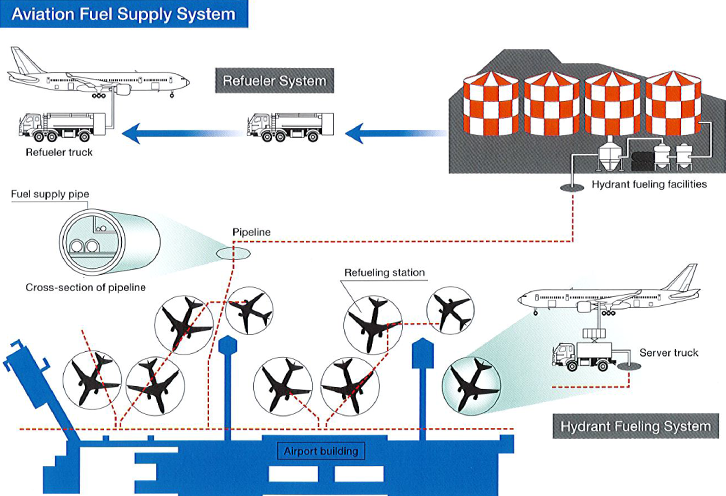 Aviation Fuel Supply System
Refueler System
Refueler truck
Hydrant fueling facilities
Fuel supply pipe
Pipeline
Cross-section of pipeline
Refueling station
Server truck
Hydrant Fueling System
Airport building